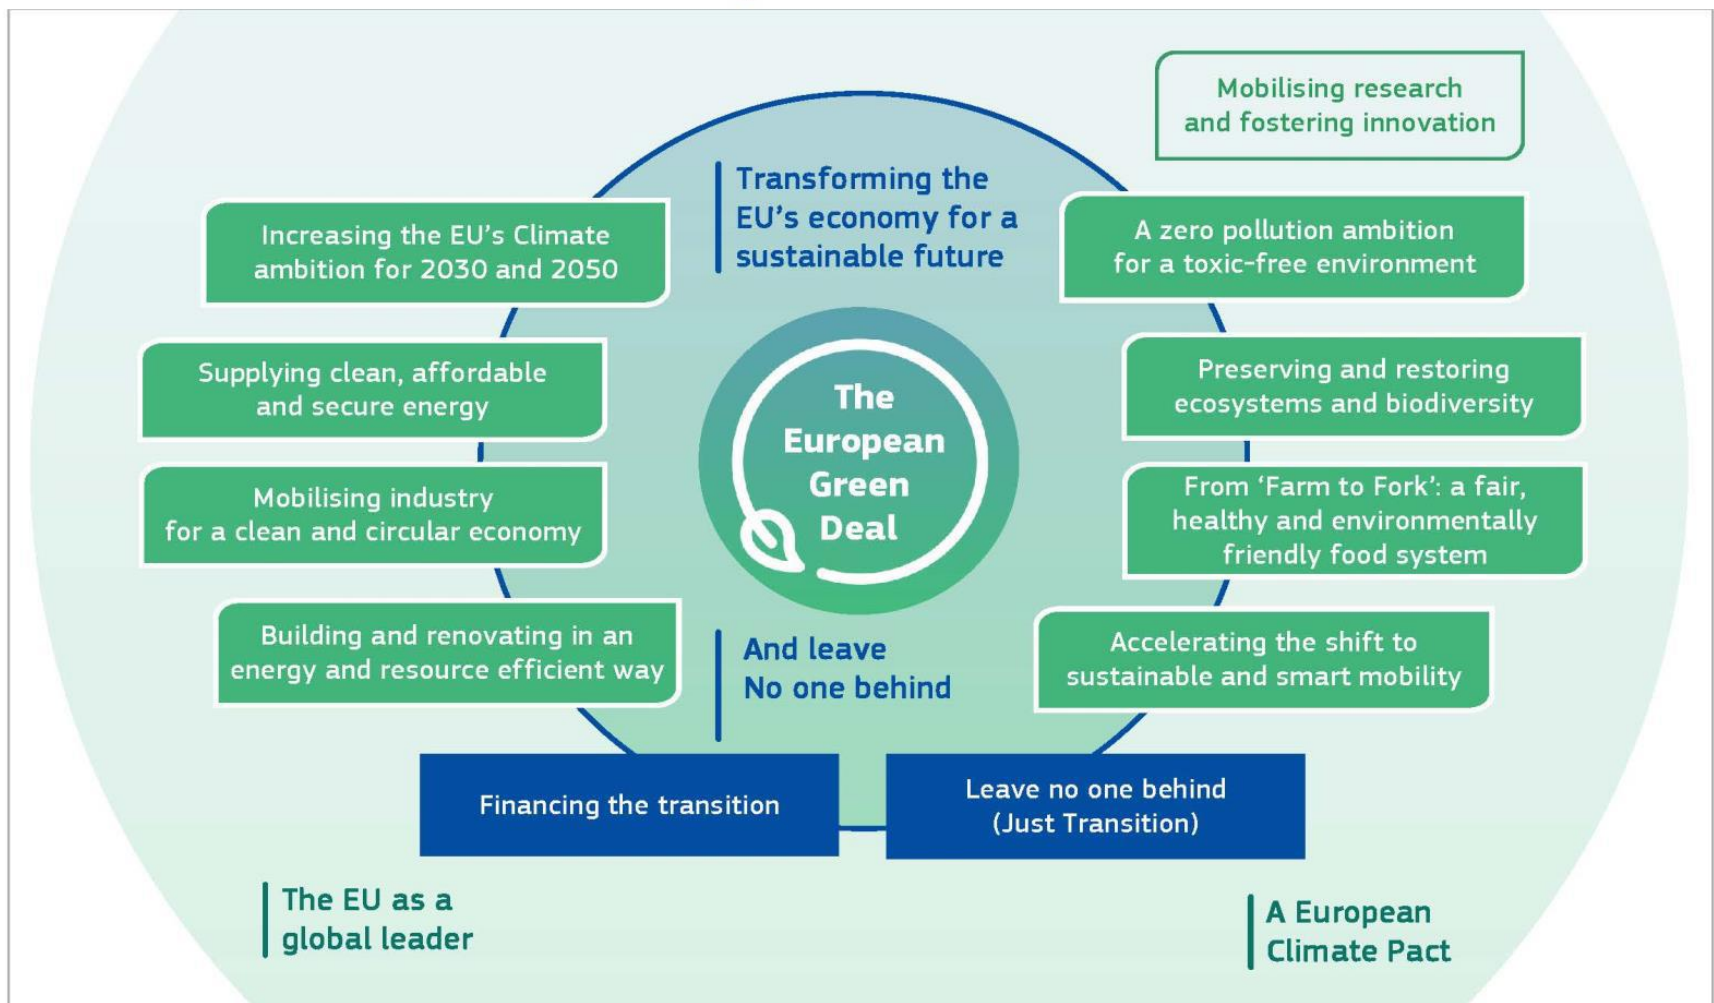 Mobilising research
and fostering innovation
Transforming the
EU's economy for a
sustainable future
Increasing the EU's Climate
ambition for 2030 and 2050
A zero pollution ambition
for a toxic-free environment
Supplying clean, affordable
and secure energy
Preserving and restoring
ecosystems and biodiversity
The
European
Green
Deal
Mobilising industry
for a clean and circular economy
From ‘Farm to Fork’: a fair,
healthy and environmentally
friendly food system
Building and renovating in an
energy and resource efficient way
And leave
No one behind
Accelerating the shift to
sustainable and smart mobility
Financing the transition
Leave no one behind
(Just Transition)
The EU as a
global leader
A European
Climate Pact